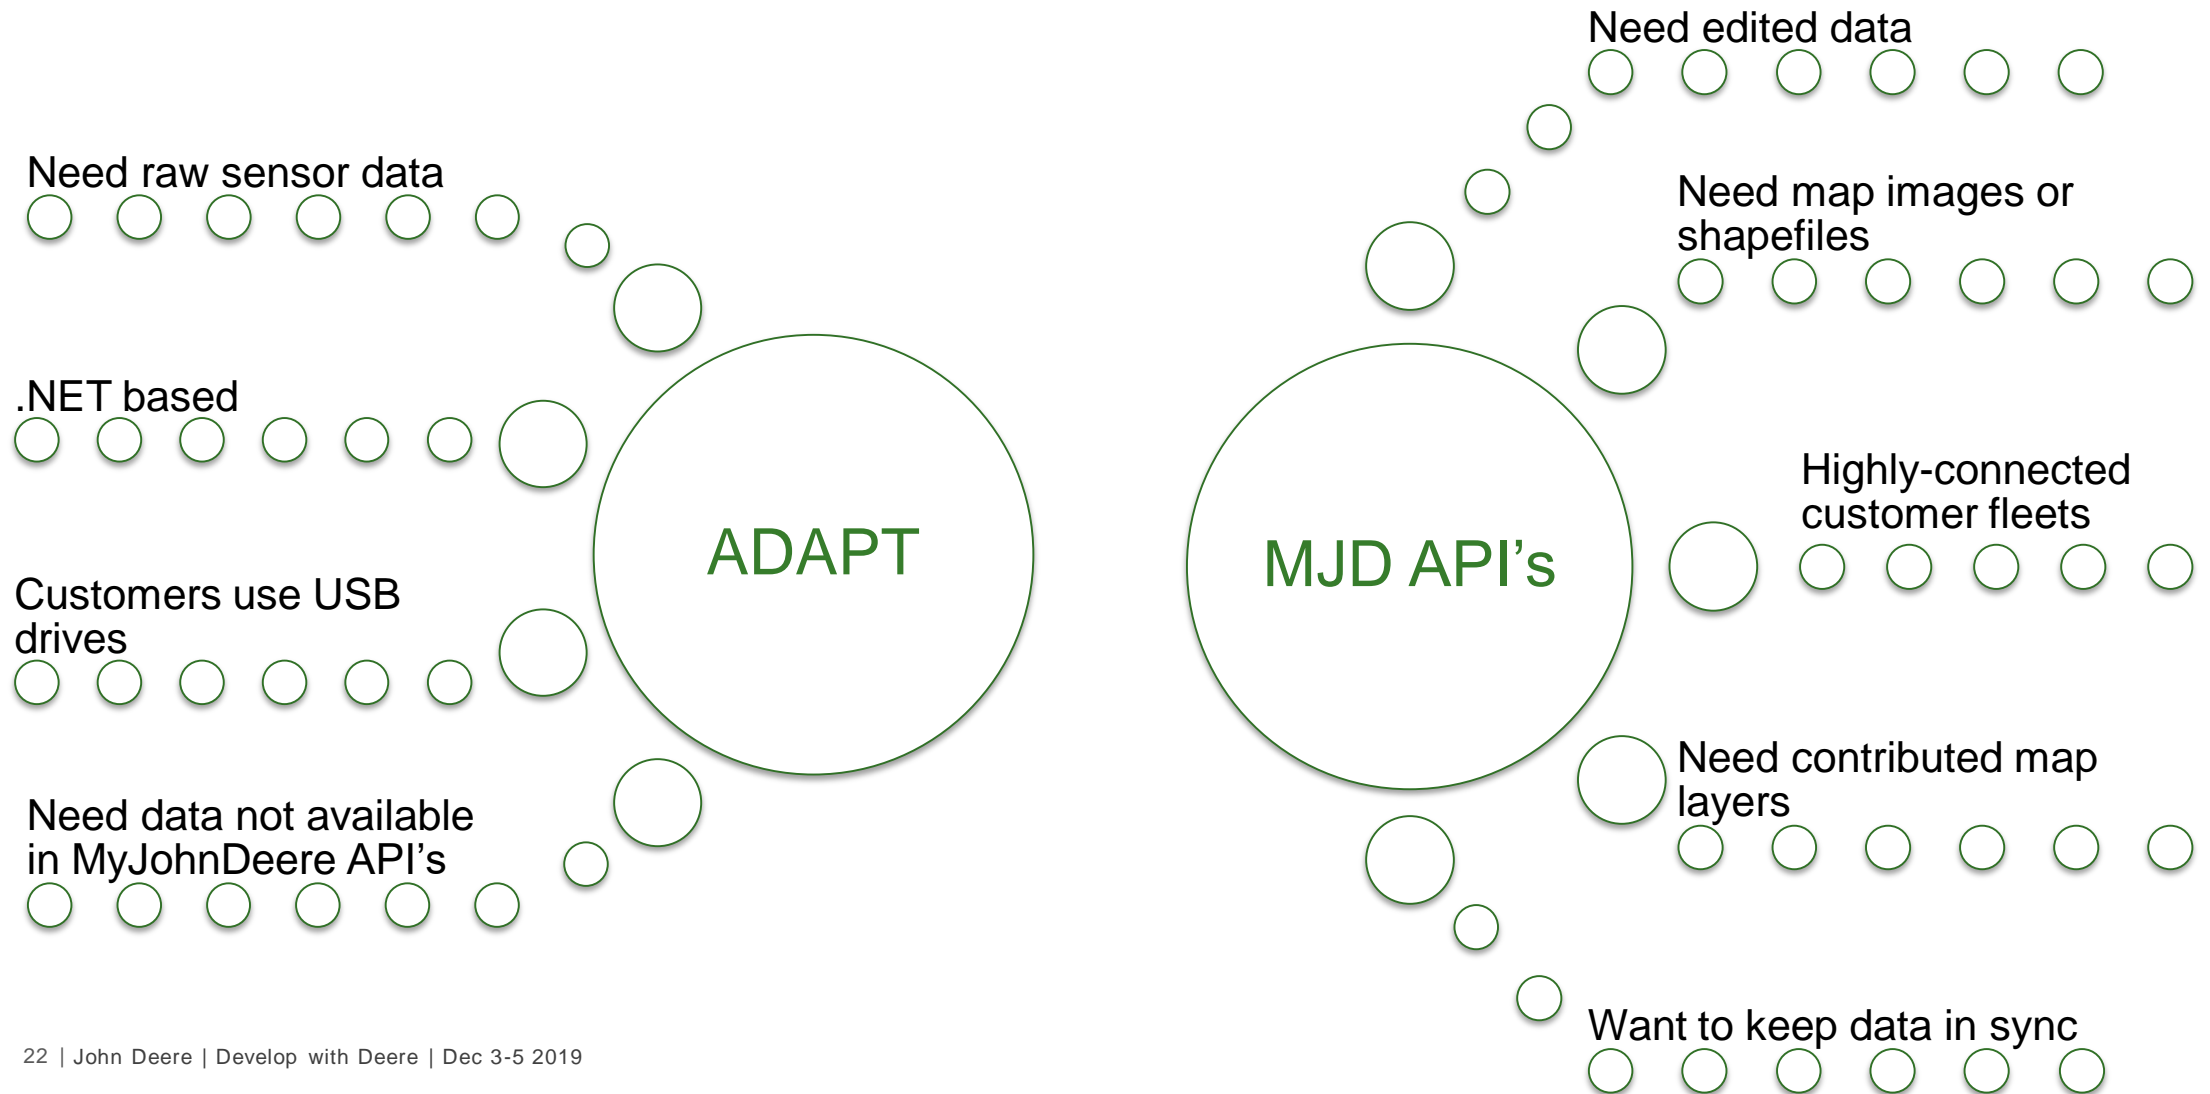 Need raw sensor data
.NET based
Customers use USB
drives
Need data not available
in MyJohnDeere API’s
ADAPT
MJD API’s
Need edited data
Need map images or
shapefiles
Highly-connected
customer fleets
Need contributed map
layers
Want to keep data in sync
22 | John Deere | Develop with Deere | Dec 3-5 2019